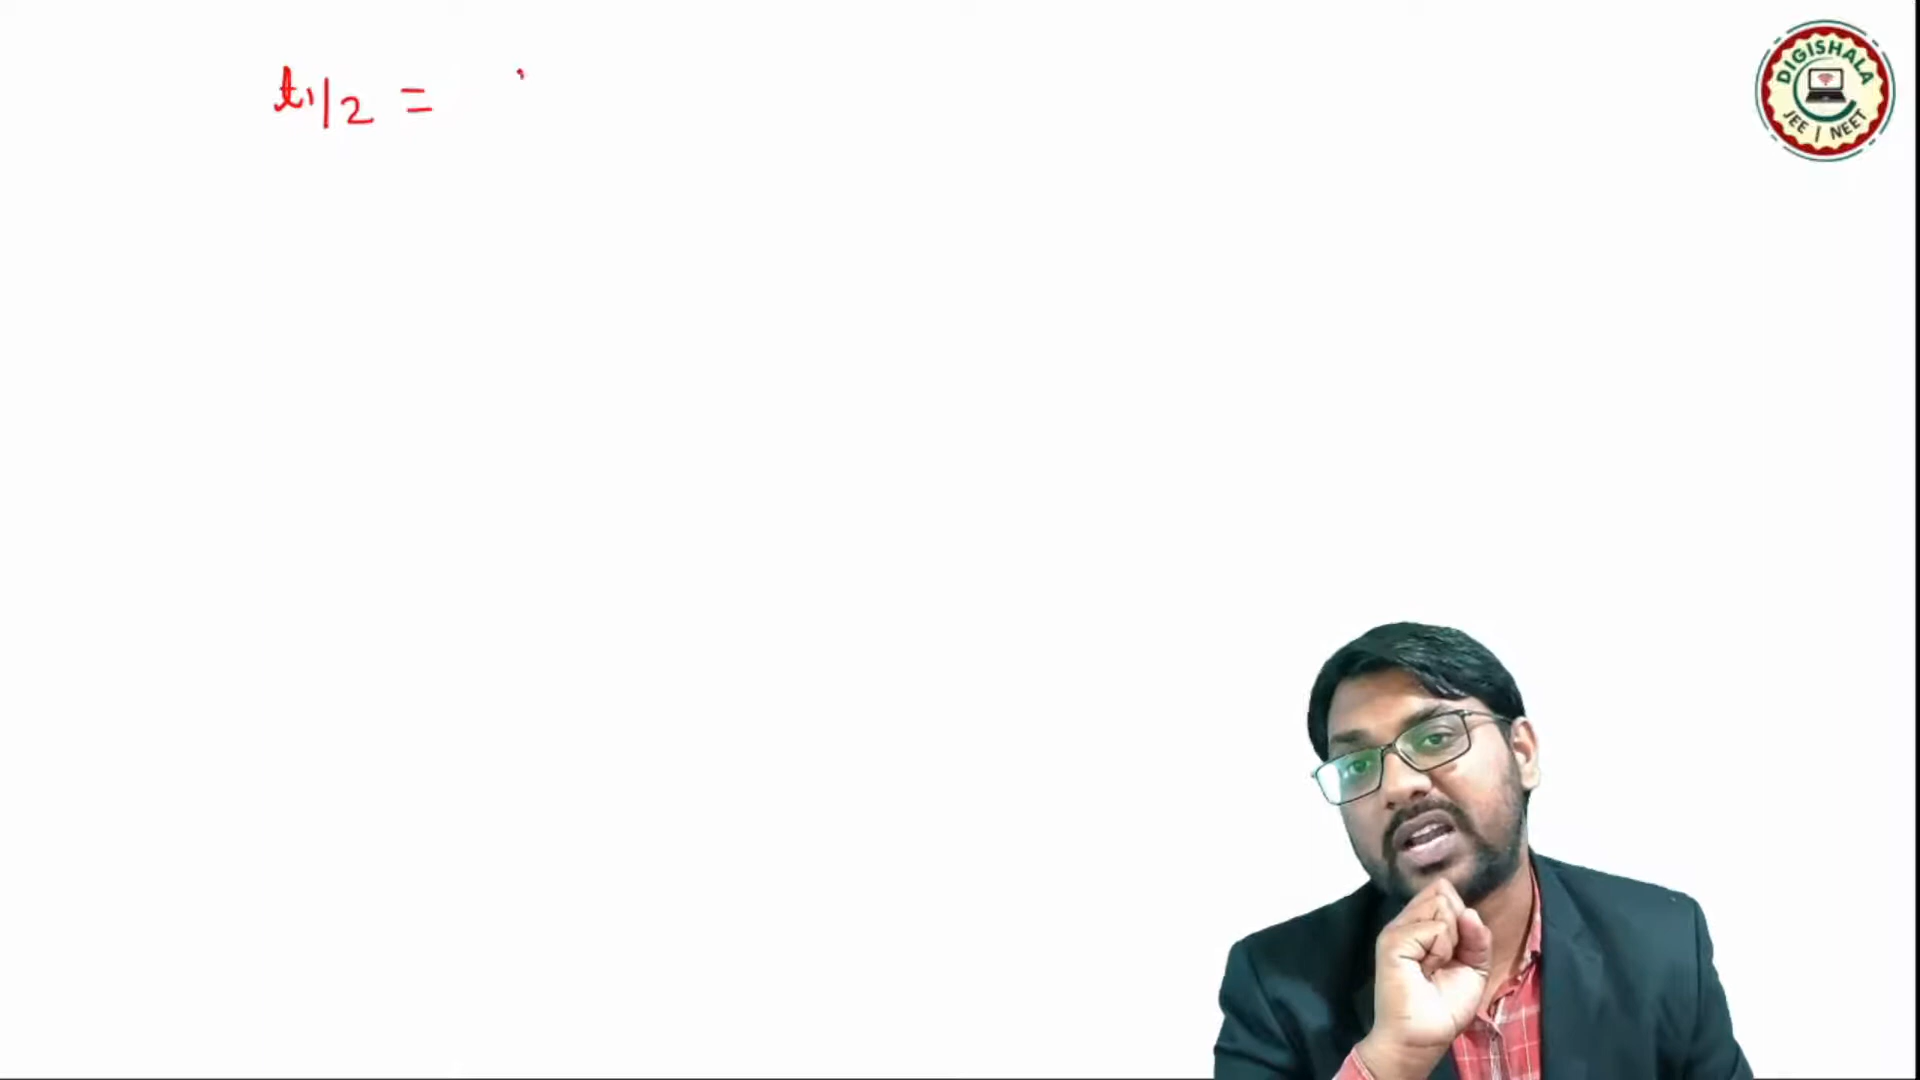 t1/2 =
DIGISHALA
JEE | NEET